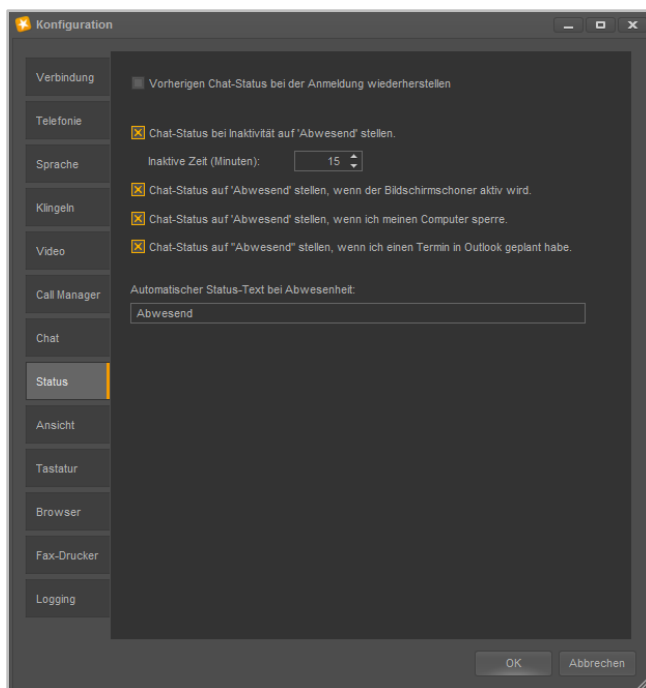 Konfiguration
Verbindung
Vorherigen Chat-Status bei der Anmeldung wiederherstellen
Telefonie
Chat-Status bei Inaktivität auf 'Abwesend' stellen.
Sprache
Inaktive Zeit (Minuten): 15
Chat-Status auf 'Abwesend' stellen, wenn der Bildschirmschoner aktiv wird.
Klingeln
Chat-Status auf 'Abwesend' stellen, wenn ich meinen Computer sperre.
Video
Chat-Status auf "Abwesend" stellen, wenn ich einen Termin in Outlook geplant habe.
Call Manager
Automatischer Status-Text bei Abwesenheit:
Abwesend
Chat
Status
Ansicht
Tastatur
Browser
Fax-Drucker
Logging
OK Abbrechen